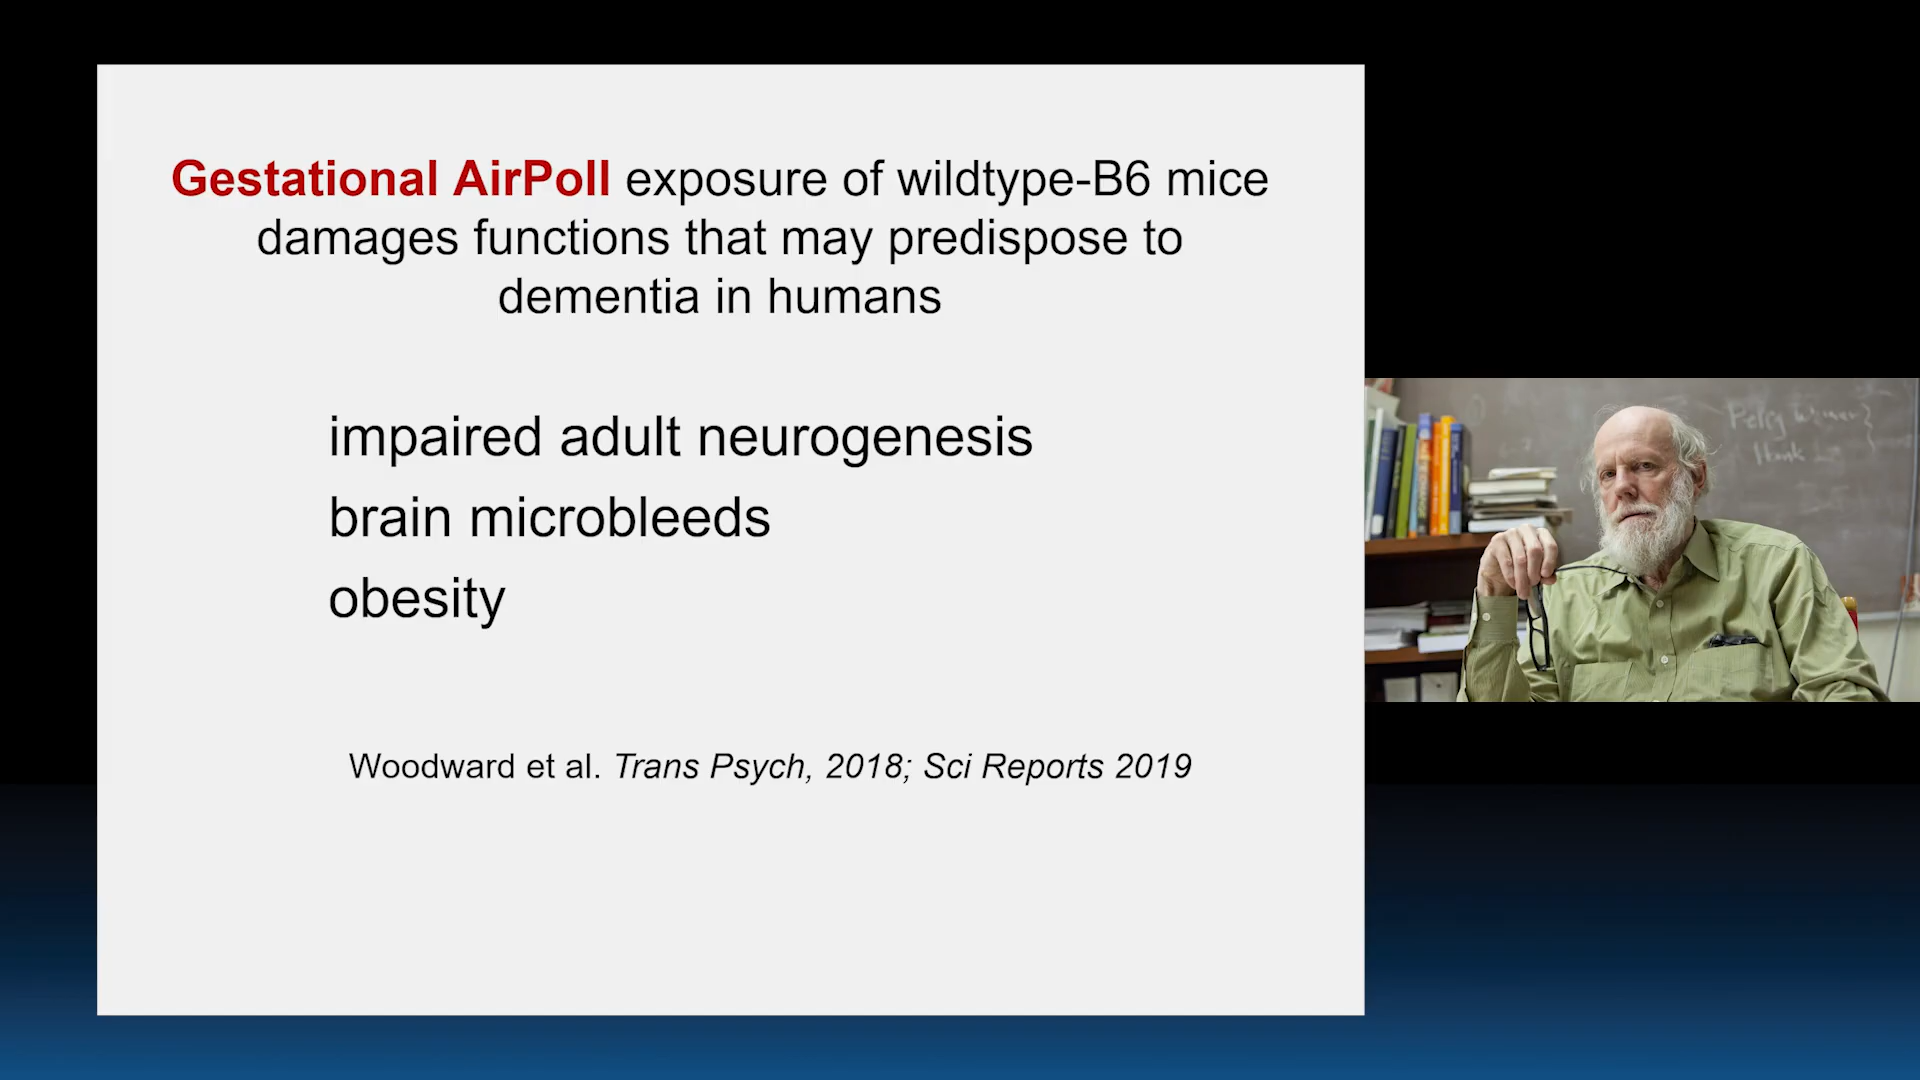 Gestational AirPoll exposure of wildtype-B6 mice
damages functions that may predispose to
dementia in humans
impaired adult neurogenesis
brain microbleeds
obesity
Woodward et al. Trans Psych, 2018; Sci Reports 2019